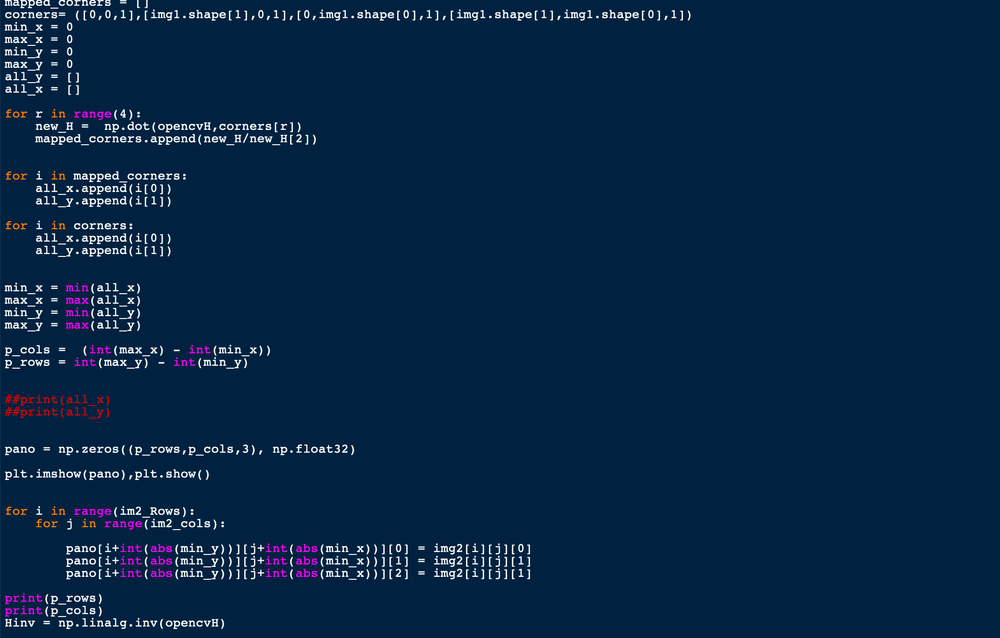 mapped_corners = []
corners= ([0,0,1],[img1.shape[1],0,1],[0,img1.shape[0],1],[img1.shape[1],img1.shape[0],1])
min_x = 0
max_x = 0
min_y = 0
max_y = 0
all_y = []
all_x = []

for r in range(4):
    new_H =  np.dot(opencvH,corners[r])
    mapped_corners.append(new_H/new_H[2])


for i in mapped_corners:
    all_x.append(i[0])
    all_y.append(i[1])

for i in corners:
    all_x.append(i[0])
    all_y.append(i[1])


min_x = min(all_x)
max_x = max(all_x)
min_y = min(all_y)
max_y = max(all_y)

p_cols =  (int(max_x) - int(min_x))
p_rows = int(max_y) - int(min_y)


##print(all_x)
##print(all_y)


pano = np.zeros((p_rows,p_cols,3), np.float32)

plt.imshow(pano),plt.show()


for i in range(im2_Rows):
    for j in range(im2_cols):

        pano[i+int(abs(min_y))][j+int(abs(min_x))][0] = img2[i][j][0]
        pano[i+int(abs(min_y))][j+int(abs(min_x))][1] = img2[i][j][1]
        pano[i+int(abs(min_y))][j+int(abs(min_x))][2] = img2[i][j][1]

print(p_rows)
print(p_cols)
Hinv = np.linalg.inv(opencvH)